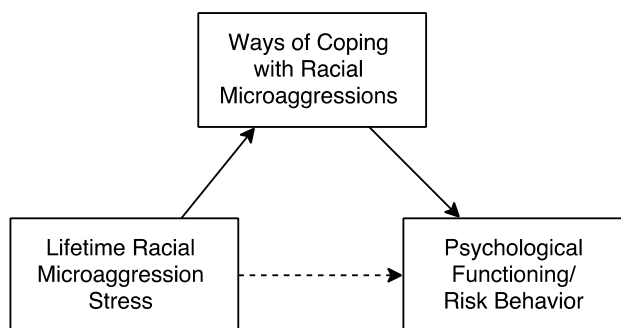 Ways of Coping
with Racial
Microaggressions
Lifetime Racial
Microaggression
Stress
Psychological
Functioning/
Risk Behavior